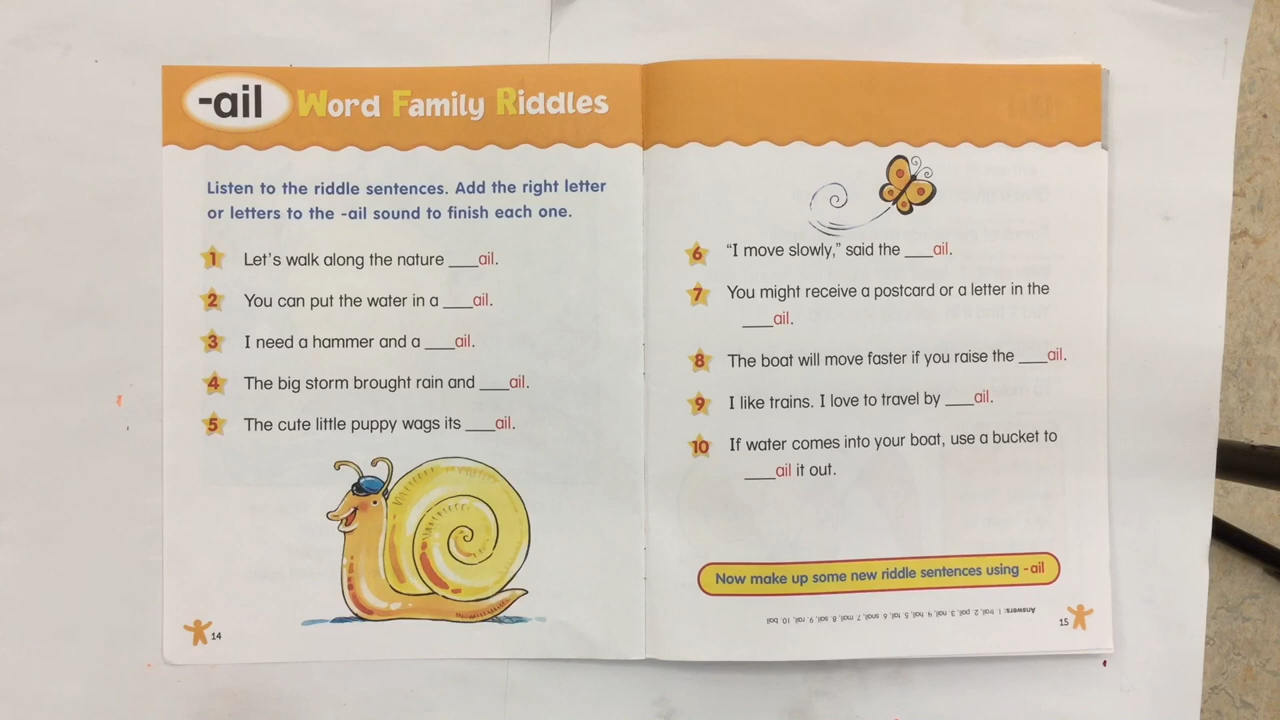 -ail Word Family Riddles
Listen to the riddle sentences. Add the right letter
or letters to the -ail sound to finish each one.
1 Let's walk along the nature ___ail.
2 You can put the water in a ___ail.
3 I need a hammer and a ___ail.
4 The big storm brought rain and ___ail.
5 The cute little puppy wags its ___ail.
14
6 “I move slowly,” said the ___ail.
7 You might receive a postcard or a letter in the
___ail.
8 The boat will move faster if you raise the ___ail.
9 I like trains. I love to travel by ___ail.
10 If water comes into your boat, use a bucket to
___ail it out.
Now make up some new riddle sentences using -ail
Answers: 1. trail, 2. pail, 3. nail, 4. hail, 5. tail, 6. snail, 7. mail, 8. sail, 9. rail, 10. bail
15